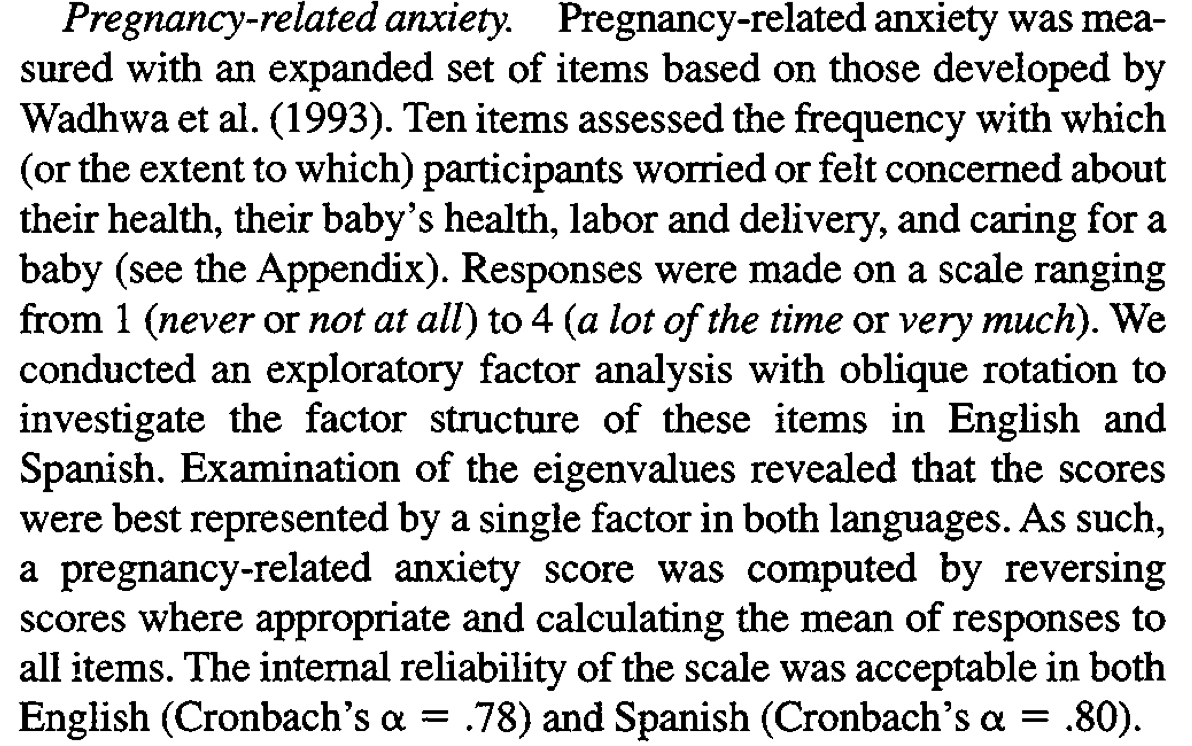 Pregnancy-related anxiety. Pregnancy-related anxiety was mea-
sured with an expanded set of items based on those developed by
Wadhwa et al. (1993). Ten items assessed the frequency with which
(or the extent to which) participants worried or felt concerned about
their health, their baby's health, labor and delivery, and caring for a
baby (see the Appendix). Responses were made on a scale ranging
from 1 (never or not at all) to 4 (a lot of the time or very much). We
conducted an exploratory factor analysis with oblique rotation to
investigate the factor structure of these items in English and
Spanish. Examination of the eigenvalues revealed that the scores
were best represented by a single factor in both languages. As such,
a pregnancy-related anxiety score was computed by reversing
scores where appropriate and calculating the mean of responses to
all items. The internal reliability of the scale was acceptable in both
English (Cronbach's α = .78) and Spanish (Cronbach's α = .80).